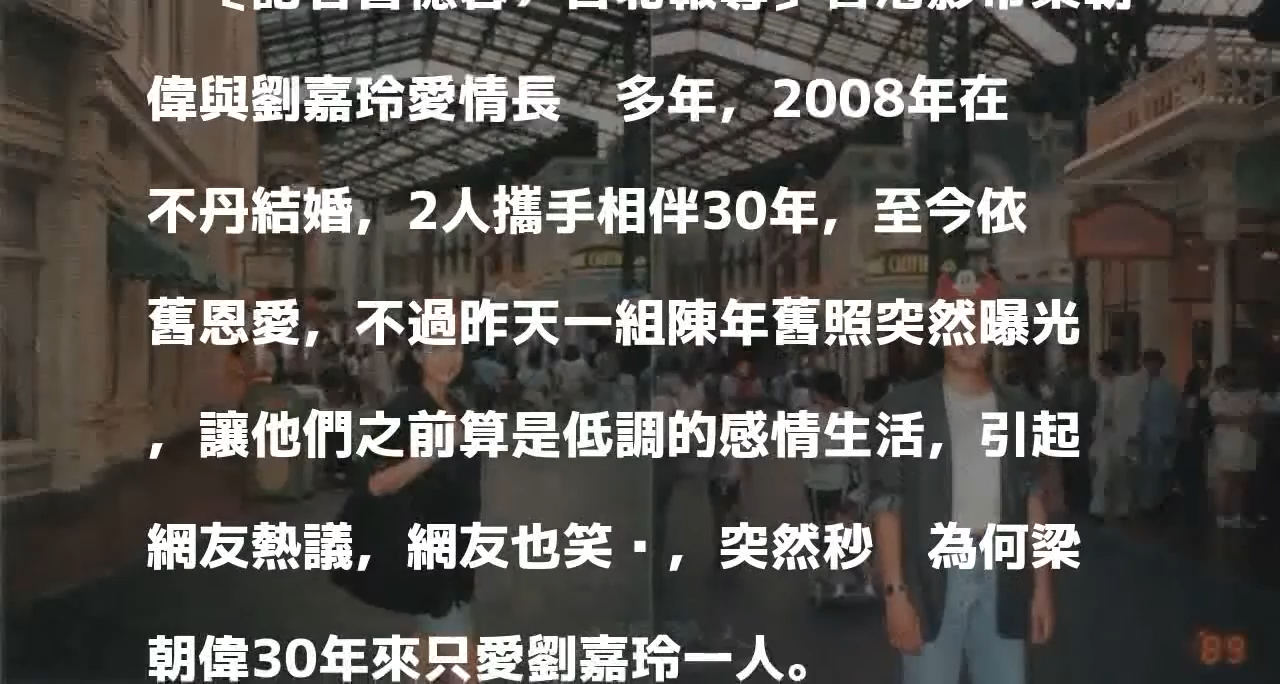 偉與劉嘉玲愛情長 多年，2008年在
不丹結婚，2人攜手相伴30年，至今依
舊恩愛，不過昨天一組陳年舊照突然曝光
，讓他們之前算是低調的感情生活，引起
網友熱議，網友也笑·，突然秒 為何梁
朝偉30年來只愛劉嘉玲一人。
'89